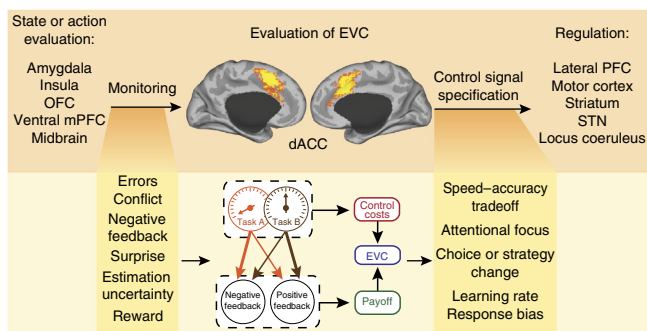 State or action
evaluation:
Amygdala
Insula
OFC
Ventral mPFC
Midbrain
Monitoring
Evaluation of EVC
dACC
Control signal
specification
Regulation:
Lateral PFC
Motor cortex
Striatum
STN
Locus coeruleus
Errors
Conflict
Negative
feedback
Surprise
Estimation
uncertainty
Reward
Task A
Task B
Negative
feedback
Positive
feedback
Control
costs
EVC
Payoff
Speed–accuracy
tradeoff
Attentional focus
Choice or strategy
change
Learning rate
Response bias